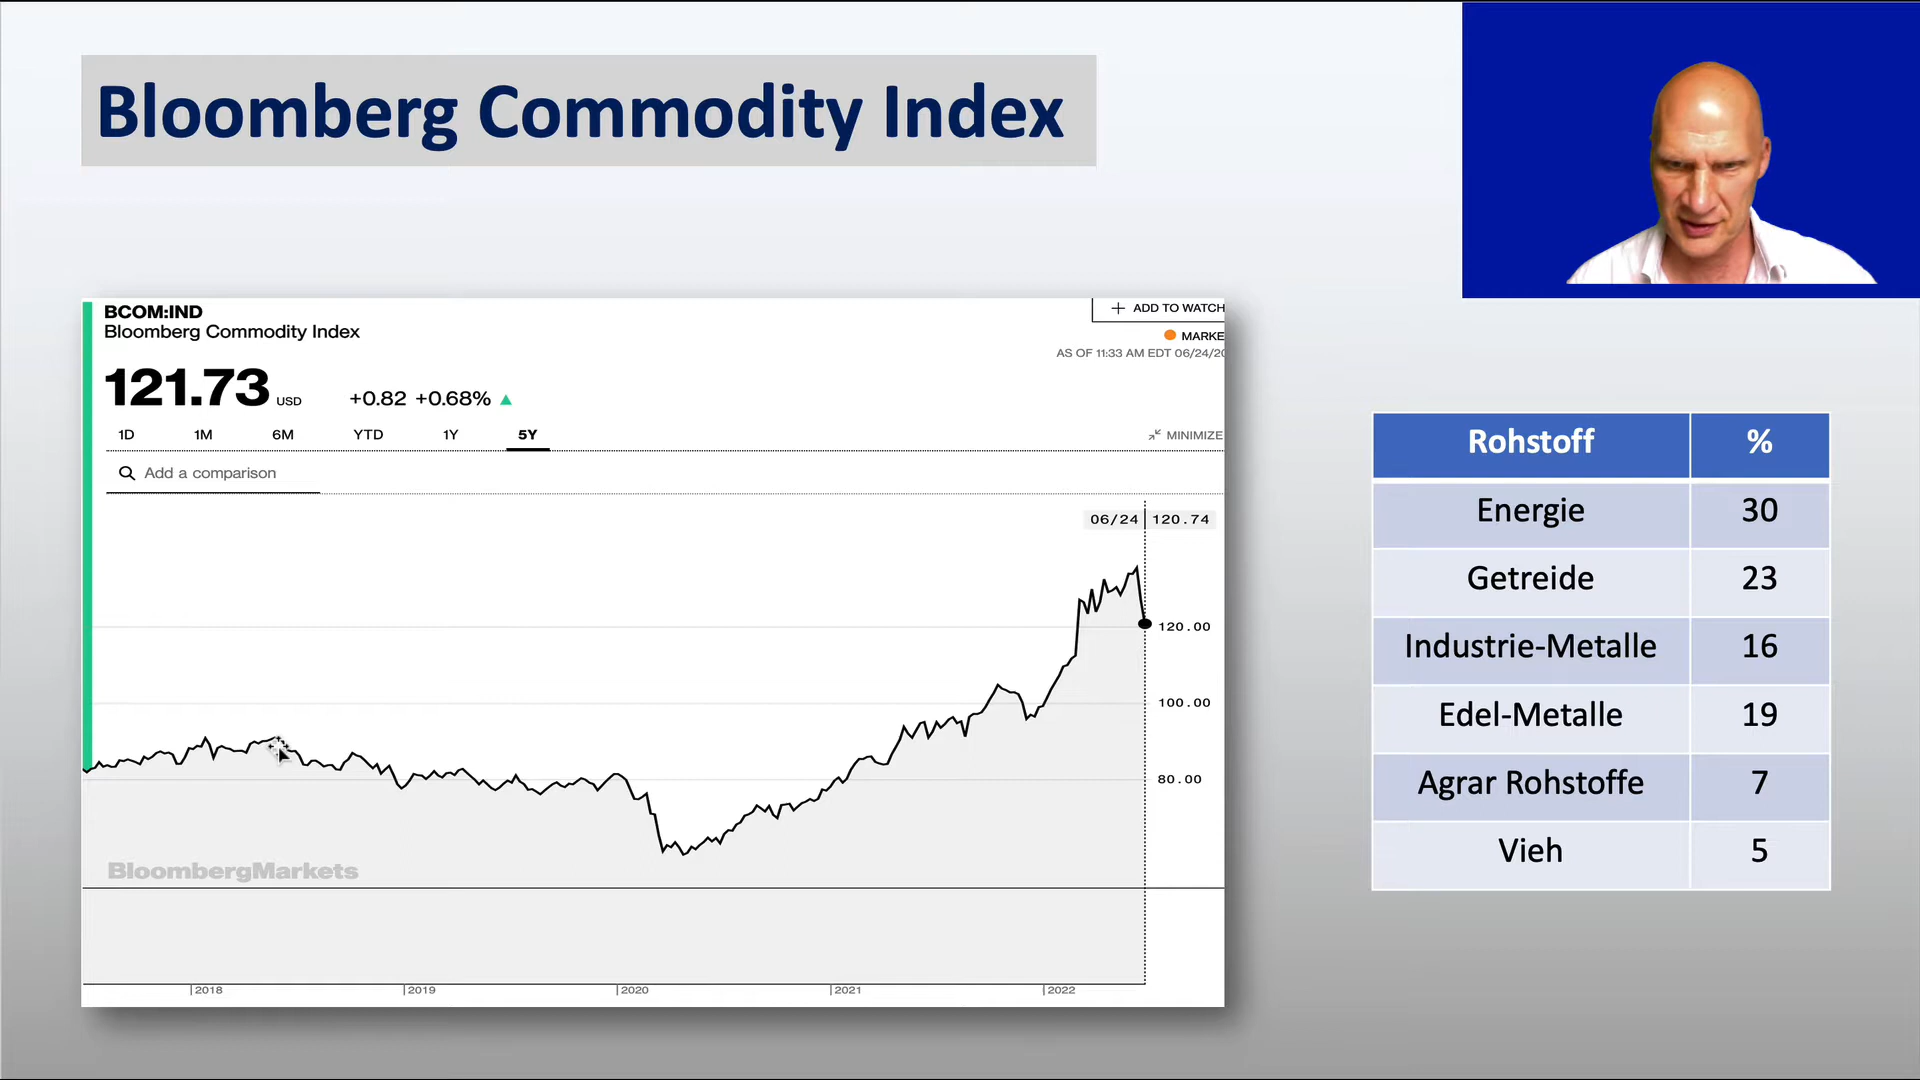 Bloomberg Commodity Index
BCOM:IND
Bloomberg Commodity Index
+ ADD TO WATCH
MARKE
AS OF 11:33 AM EDT 06/24/20
121.73 USD +0.82 +0.68%
1D 1M 6M YTD 1Y 5Y
MINIMIZE
Add a comparison
06/24 120.74
120.00
100.00
80.00
BloombergMarkets
2018 2019 2020 2021 2022
Rohstoff %
Energie 30
Getreide 23
Industrie-Metalle 16
Edel-Metalle 19
Agrar Rohstoffe 7
Vieh 5